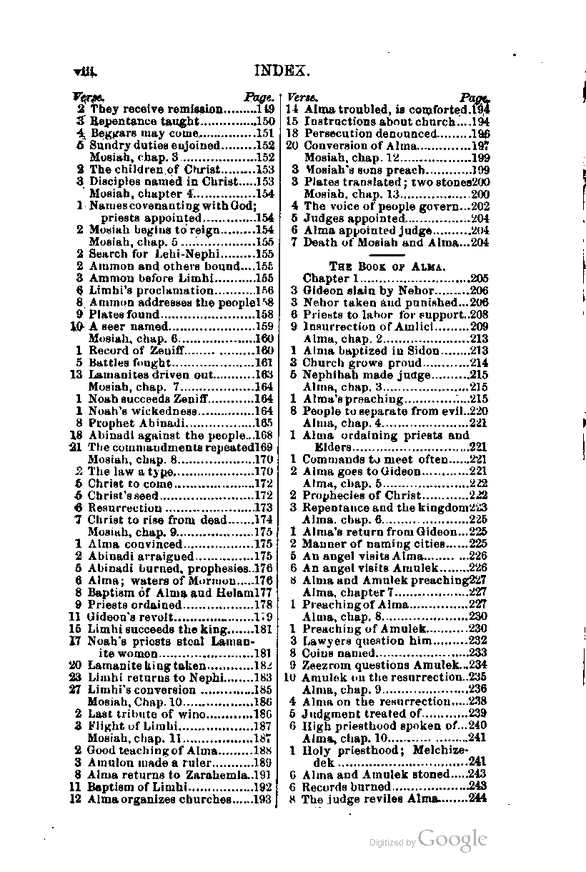 viii.
INDEX.
Verse. Page.
2 They receive remission.........149
3 Repentance taught...............150
4 Beggars may come...............151
5 Sundry duties enjoined.........152
Mosiah, chap. 3...................152
2 The children of Christ.........153
3 Disciples named in Christ....153
Mosiah, chapter 4...............154
1 Names covenanting with God;
priests appointed..............154
2 Mosiah begins to reign.........154
Mosiah, chap. 5 ..................155
2 Search for Lehi-Nephi.........155
2 Ammon and others bound....155
3 Ammon before Limhi............155
6 Limhi's proclamation............156
8 Ammon addresses the people158
9 Plates found........................158
10 A seer named......................159
Mosiah, chap. 6..................160
1 Record of Zeniff....... .........160
5 Battles fought.....................161
13 Lamanites driven out..........163
Mosiah, chap. 7..................164
1 Noah succeeds Zeniff..........164
1 Noah's wickedness..............164
8 Prophet Abinadi..................165
18 Abinadi against the people...168
21 The commandments repeated169
Mosiah, chap. 8..................170
2 The law a type....................170
5 Christ to come....................172
5 Christ's seed......................172
6 Resurrection ......................173
7 Christ to rise from dead.......174
Mosiah, chap. 9..................175
1 Alma convinced..................175
2 Abinadi arraigned...............175
5 Abinadi burned, prophesies..176
6 Alma; waters of Mormon....176
8 Baptism of Alma and Helam177
9 Priests ordained..................178
11 Gideon's revolt...................179
15 Limhi succeeds the king.......181
17 Noah's priests steal Laman-
ite women ........................181
20 Lamanite king taken............182
23 Limhi returns to Nephi........183
27 Limhi's conversion .............185
Mosiah, Chap. 10................186
2 Last tribute of wine.............186
3 Flight of Limhi....................187
Mosiah, chap. 11................187
2 Good teaching of Alma.........188
3 Amulon made a ruler...........189
8 Alma returns to Zarahemla..191
11 Baptism of Limhi................192
12 Alma organizes churches......193
Verse. Page.
14 Alma troubled, is comforted.194
15 Instructions about church....194
18 Persecution denounced.........196
20 Conversion of Alma.............197
Mosiah, chap. 12................199
3 Mosiah's sons preach...........199
3 Plates translated; two stones200
Mosiah, chap. 13................200
4 The voice of people govern...202
5 Judges appointed................204
6 Alma appointed judge..........204
7 Death of Mosiah and Alma...204
THE BOOK OF ALMA.
Chapter 1..........................205
3 Gideon slain by Nehor..........206
3 Nehor taken and punished...206
6 Priests to labor for support..208
9 Insurrection of Amlici.........209
Alma, chap. 2....................213
1 Alma baptized in Sidon........213
3 Church grows proud............214
5 Nephihah made judge..........215
Alma, chap. 3....................215
1 Alma's preaching................215
8 People to separate from evil..220
Alma, chap. 4....................221
1 Alma ordaining priests and
Elders.............................221
1 Commands to meet often.....221
2 Alma goes to Gideon...........221
Alma, chap. 5....................222
2 Prophecies of Christ............222
3 Repentance and the kingdom223
Alma. chap. 6....................225
1 Alma's return from Gideon...225
2 Manner of naming cities......225
5 An angel visits Alma....... ...226
6 An angel visits Amulek........226
8 Alma and Amulek preaching227
Alma, chapter 7.................227
1 Preaching of Alma...............227
Alma, chap. 8....................230
1 Preaching of Amulek...........230
3 Lawyers question him..........232
8 Coins named......................233
9 Zeezrom questions Amulek...234
10 Alma on the resurrection..235
Alma, chap. 9....................236
4 Alma on the resurrection.....238
5 Judgment treated of............239
6 High priesthood spoken of...240
Alma, chap. 10......... ........241
1 Holy priesthood; Melchize-
dek ................................241
6 Alma and Amulek stoned.....243
6 Records burned..................243
8 The judge reviles Alma........244
Digitized by Google